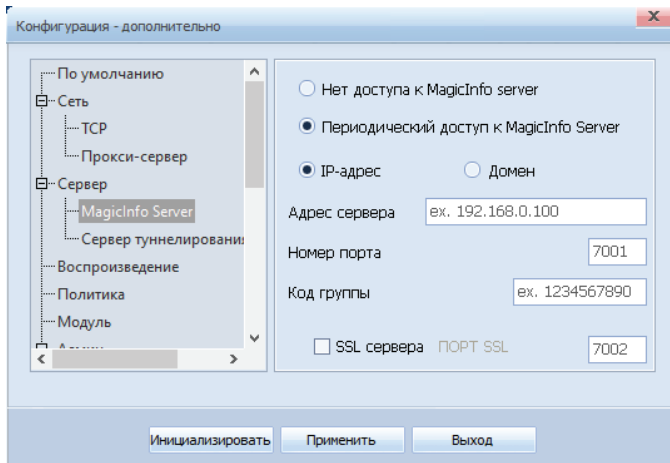 Конфигурация - дополнительно
x
По умолчанию
Сеть
TCP
Прокси-сервер
Сервер
MagicInfo Server
Сервер туннелировани
Воспроизведение
Политика
Модуль
Нет доступа к MagicInfo server
Периодический доступ к MagicInfo Server
IP-адрес Домен
Адрес сервера ex. 192.168.0.100
Номер порта 7001
Код группы ex. 1234567890
SSL сервера ПОРТ SSL 7002
Инициализировать Применить Выход